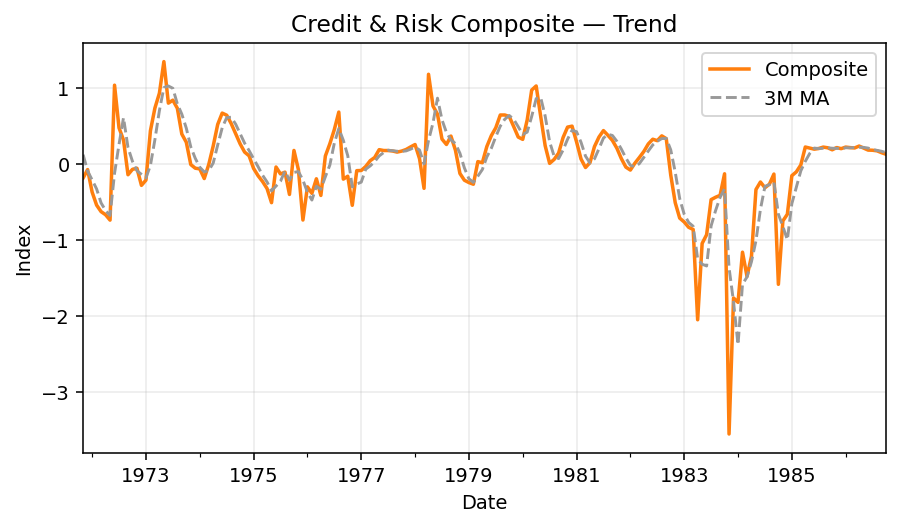 Credit & Risk Composite — Trend
Composite
3M MA
1
0
−1
−2
−3
Index
1973 1975 1977 1979 1981 1983 1985
Date